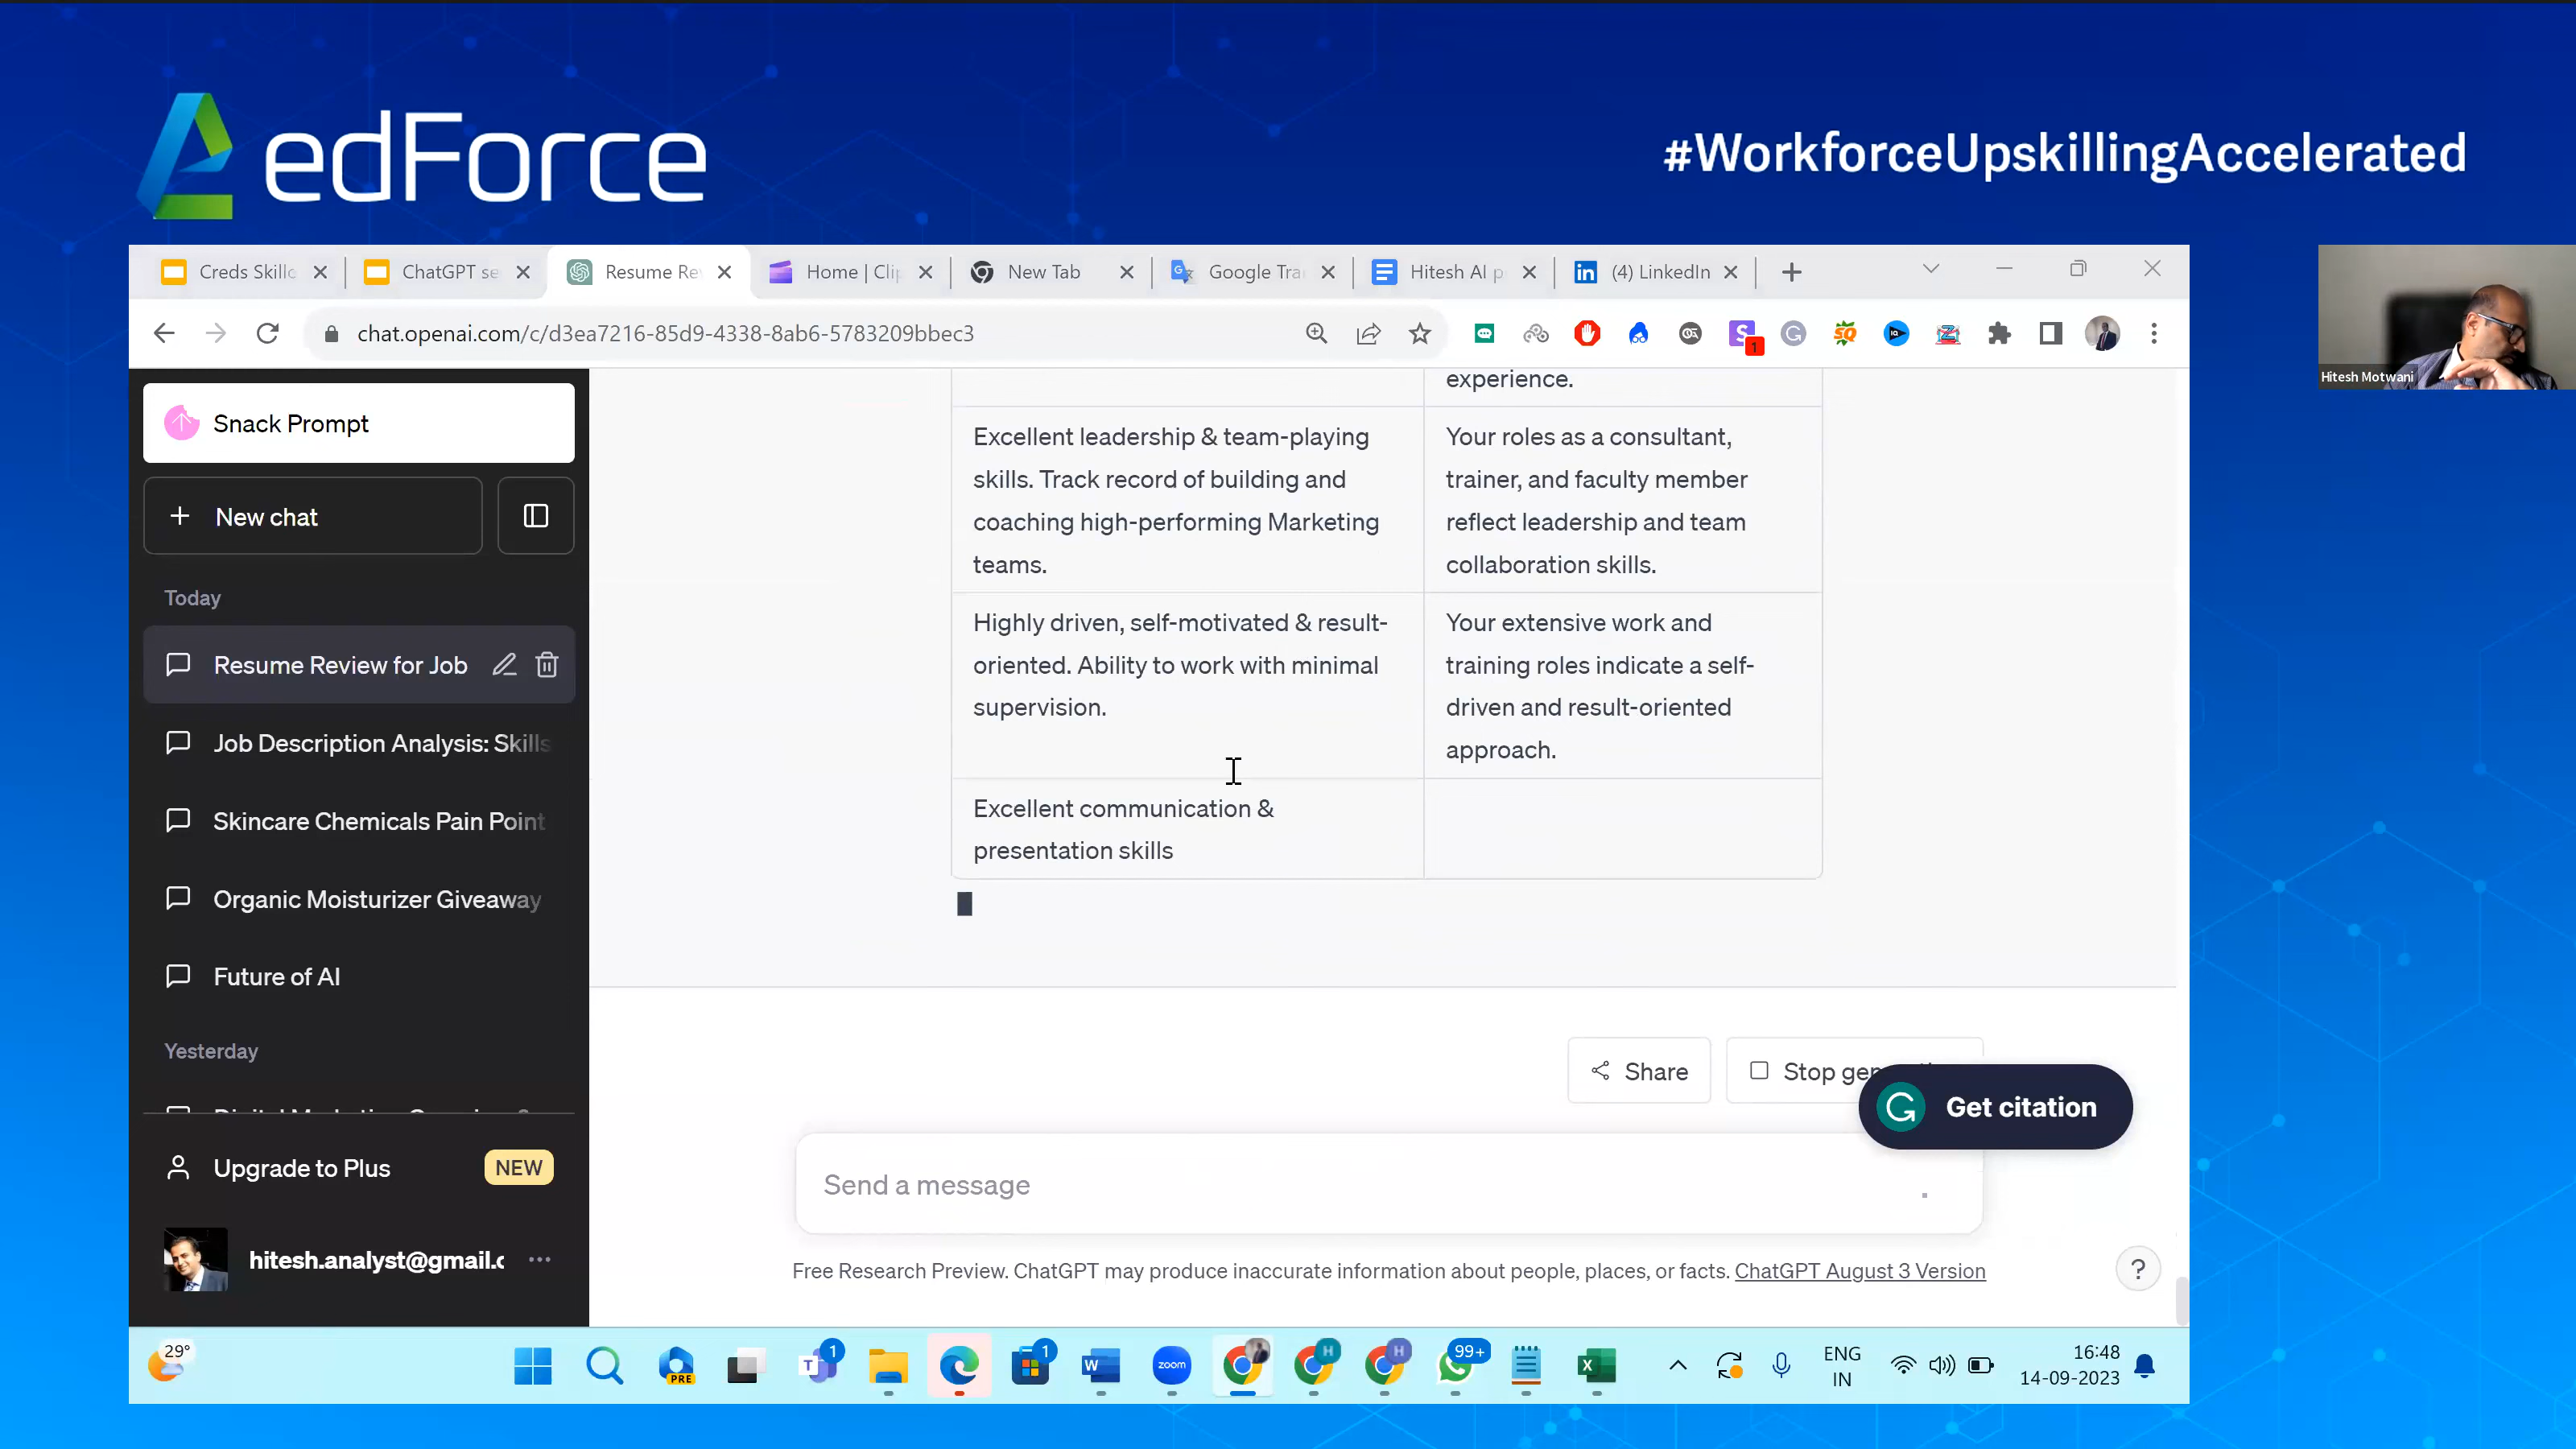 edForce
#WorkforceUpskillingAccelerated
Creds Skillo
ChatGPT se
Resume Re
Home | Clip
New Tab
Google Tra
Hitesh AI p
(4) LinkedIn
chat.openai.com/c/d3ea7216-85d9-4338-8ab6-5783209bbec3
1
Hitesh Motwani
Snack Prompt
New chat
Today
Resume Review for Job
Job Description Analysis: Skills
Skincare Chemicals Pain Point
Organic Moisturizer Giveaway
Future of AI
Yesterday
Upgrade to Plus
NEW
hitesh.analyst@gmail.c
experience.
Excellent leadership & team-playing
skills. Track record of building and
coaching high-performing Marketing
teams.
Your roles as a consultant,
trainer, and faculty member
reflect leadership and team
collaboration skills.
Highly driven, self-motivated & result-
oriented. Ability to work with minimal
supervision.
Your extensive work and
training roles indicate a self-
driven and result-oriented
approach.
Excellent communication &
presentation skills
Share
Stop gen
Get citation
Send a message
Free Research Preview. ChatGPT may produce inaccurate information about people, places, or facts. ChatGPT August 3 Version
?
29°
PRE
1
1
zoom
H
H
99+
ENG
IN
16:48
14-09-2023